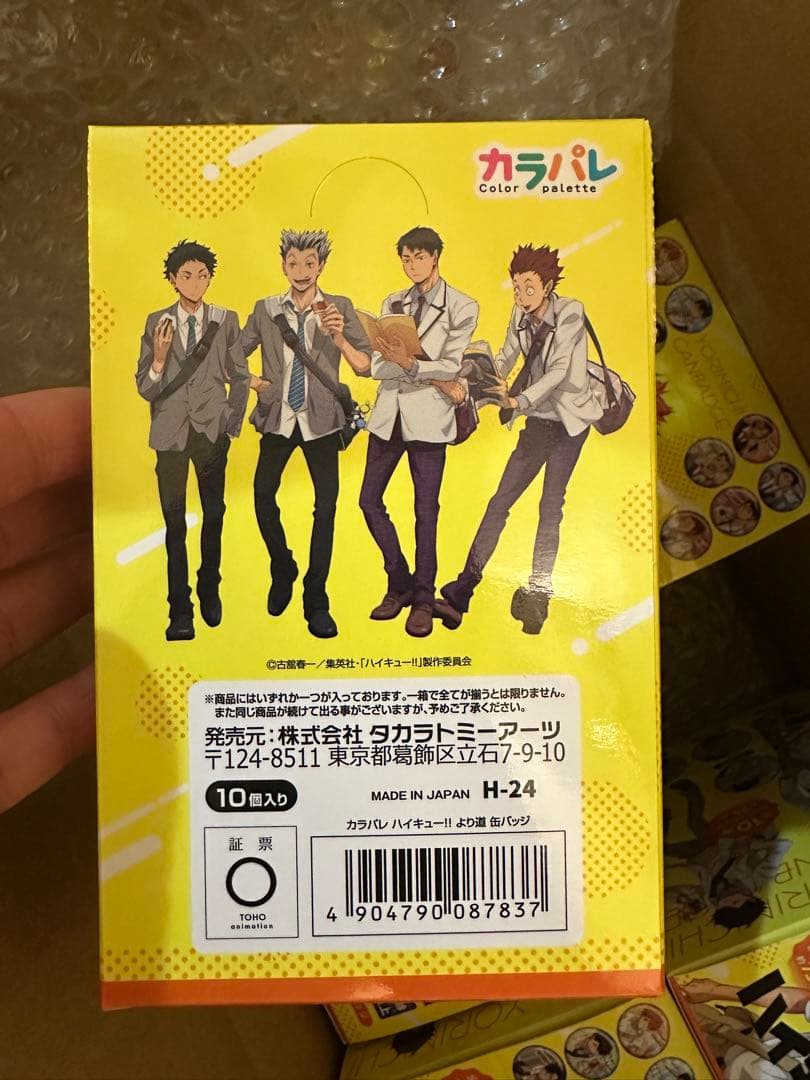 カラパレ
Color palette
©古舘春一／集英社・「ハイキュー!!」製作委員会
※商品にはいずれか一つが入っております。一箱で全てが揃うとは限りません。
また同じ商品が続けて出る事がございますが、予めご了承ください。
発売元：株式会社 タカラトミーアーツ
〒124-8511 東京都葛飾区立石7-9-10
10個入り
MADE IN JAPAN H-24
カラパレ ハイキュー!! より道 缶バッジ
証票
TOHO
animation
4 904790 087837
YORIMICHI
CANBADGE